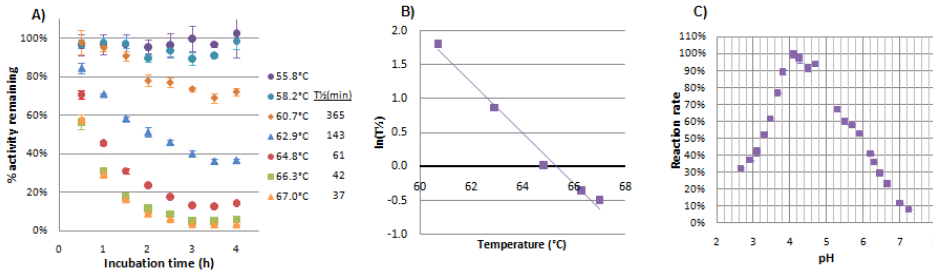 A)
% activity remaining
100%
80%
60%
40%
20%
0%
0 1 2 3 4
Incubation time (h)
55.8°C
58.2°C T½(min)
60.7°C 365
62.9°C 143
64.8°C 61
66.3°C 42
67.0°C 37
B)
ln(T½)
2.0
1.5
1.0
0.5
0.0
-0.5
-1.0
60 62 64 66 68
Temperature (°C)
C)
Reaction rate
110%
100%
90%
80%
70%
60%
50%
40%
30%
20%
10%
0%
2 3 4 5 6 7 8
pH